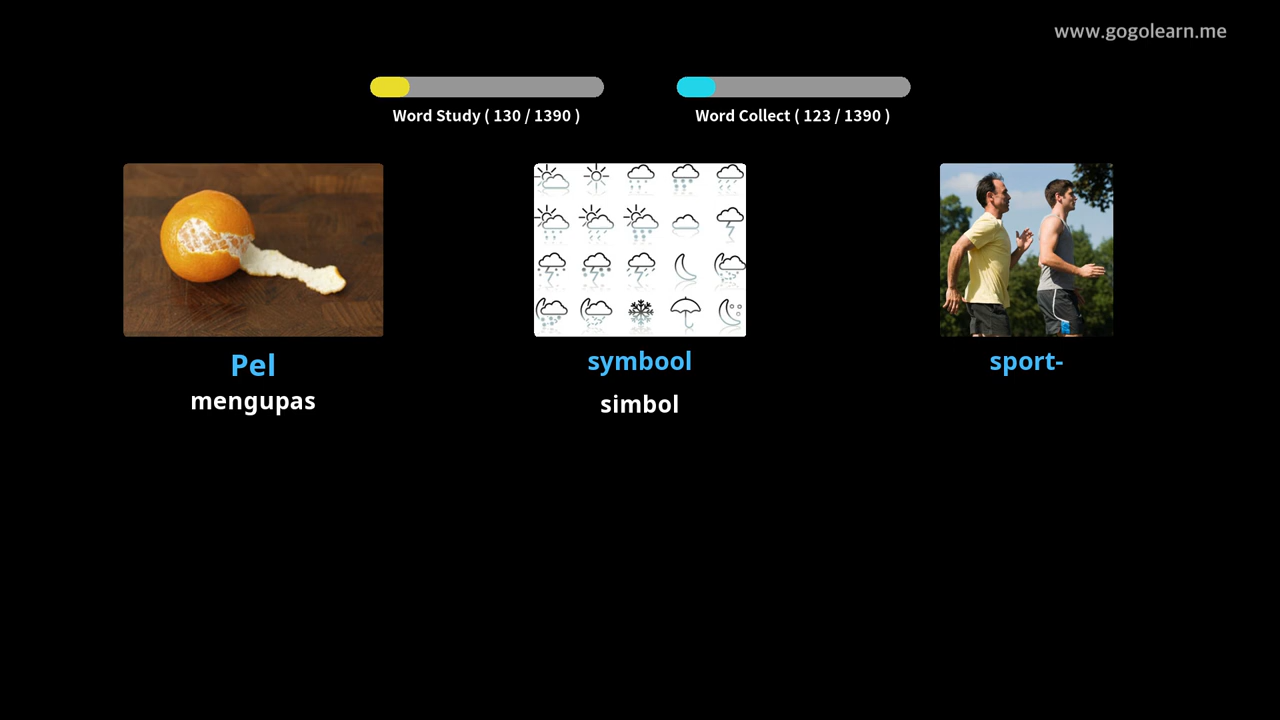 www.gogolearn.me
Word Study ( 130 / 1390 )
Word Collect ( 123 / 1390 )
Pel
mengupas
symbool
simbol
sport-